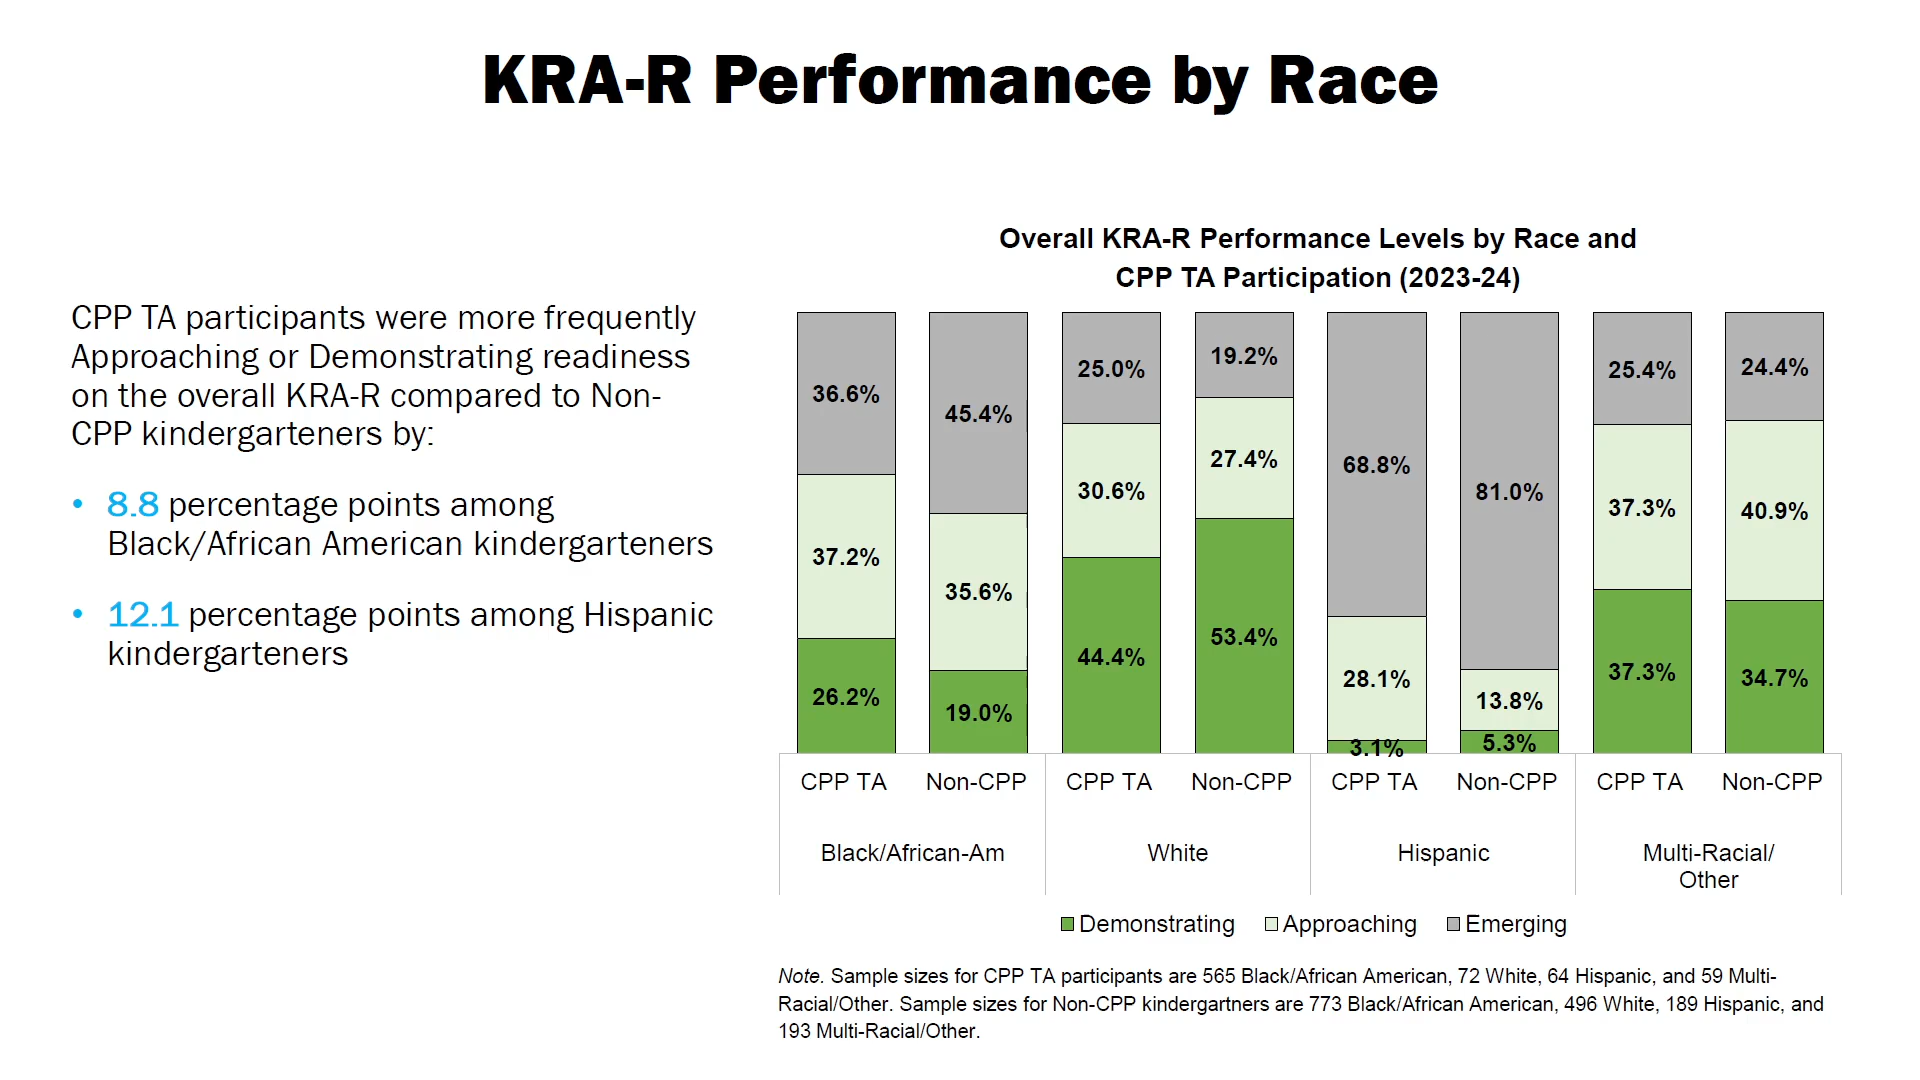 KRA-R Performance by Race
CPP TA participants were more frequently
Approaching or Demonstrating readiness
on the overall KRA-R compared to Non-
CPP kindergarteners by:
• 8.8 percentage points among
Black/African American kindergarteners
• 12.1 percentage points among Hispanic
kindergarteners
Overall KRA-R Performance Levels by Race and
CPP TA Participation (2023-24)
36.6% 45.4% 25.0% 19.2% 68.8% 81.0% 25.4% 24.4%
37.2% 35.6% 30.6% 27.4% 28.1% 13.8% 37.3% 40.9%
26.2% 19.0% 44.4% 53.4% 3.1% 5.3% 37.3% 34.7%
CPP TA Non-CPP CPP TA Non-CPP CPP TA Non-CPP CPP TA Non-CPP
Black/African-Am White Hispanic Multi-Racial/
Other
Demonstrating Approaching Emerging
Note. Sample sizes for CPP TA participants are 565 Black/African American, 72 White, 64 Hispanic, and 59 Multi-
Racial/Other. Sample sizes for Non-CPP kindergartners are 773 Black/African American, 496 White, 189 Hispanic, and
193 Multi-Racial/Other.